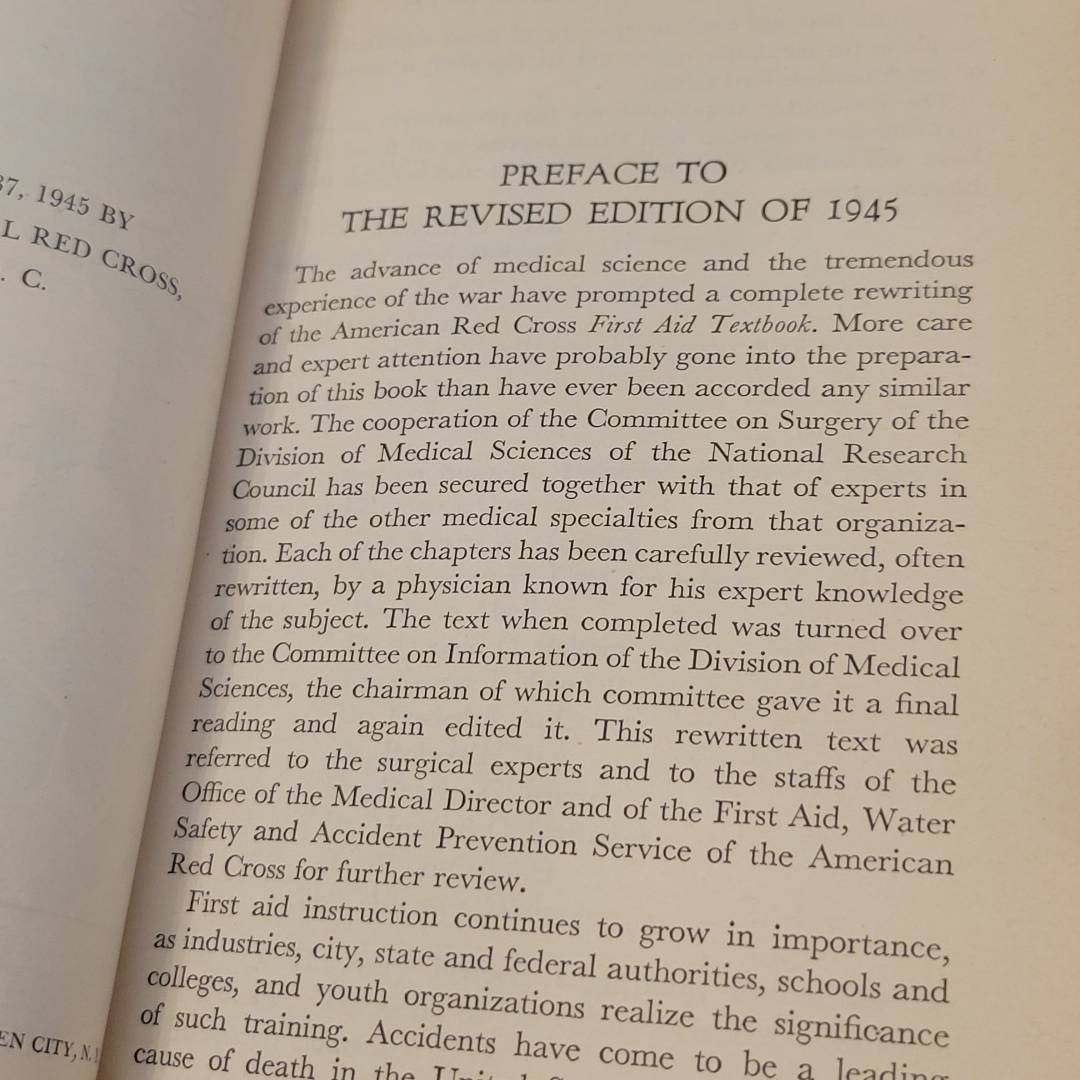 37, 1945 BY
L RED CROSS,
. C.
EN CITY, N.
PREFACE TO
THE REVISED EDITION OF 1945
The advance of medical science and the tremendous
experience of the war have prompted a complete rewriting
of the American Red Cross First Aid Textbook. More care
and expert attention have probably gone into the prepara-
tion of this book than have ever been accorded any similar
work. The cooperation of the Committee on Surgery of the
Division of Medical Sciences of the National Research
Council has been secured together with that of experts in
some of the other medical specialties from that organiza-
tion. Each of the chapters has been carefully reviewed, often
rewritten, by a physician known for his expert knowledge
of the subject. The text when completed was turned over
to the Committee on Information of the Division of Medical
Sciences, the chairman of which committee gave it a final
reading and again edited it. This rewritten text was
referred to the surgical experts and to the staffs of the
Office of the Medical Director and of the First Aid, Water
Safety and Accident Prevention Service of the American
Red Cross for further review.
First aid instruction continues to grow in importance,
as industries, city, state and federal authorities, schools and
colleges, and youth organizations realize the significance
of such training. Accidents have come to be a leading
cause of death in the